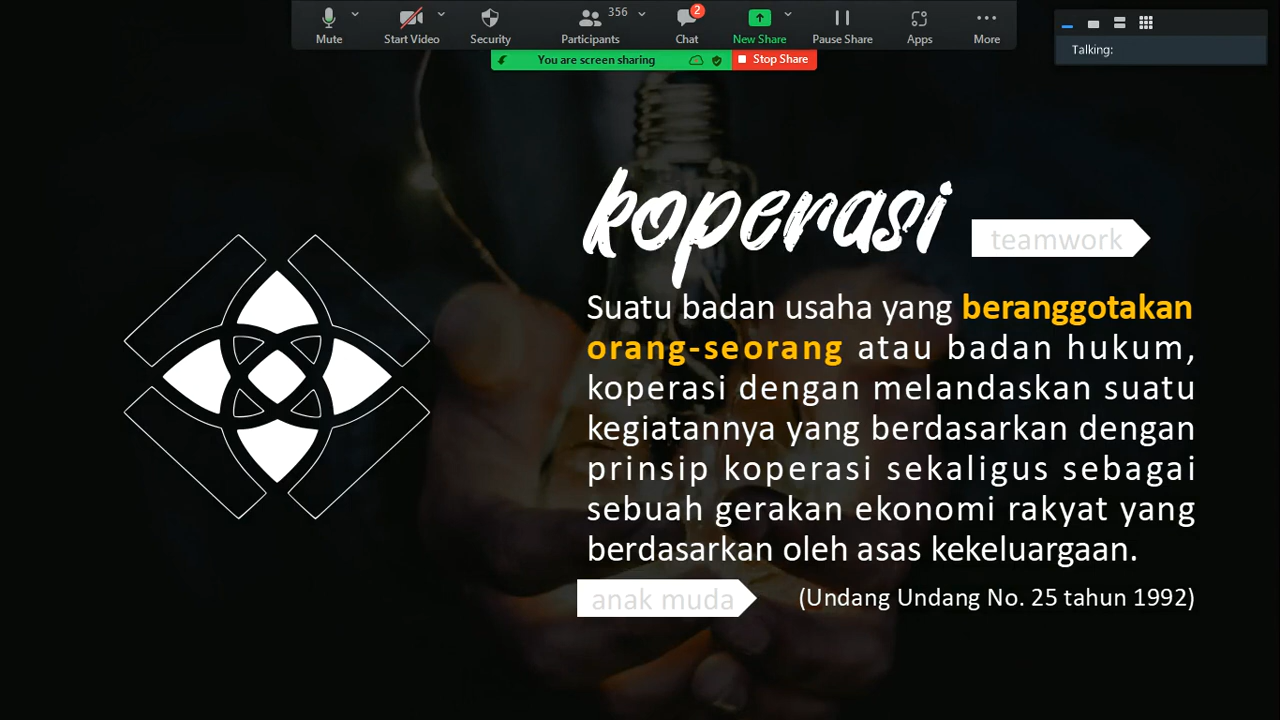 356
2
Mute
Start Video
Security
Participants
Chat
New Share
Pause Share
Apps
More
You are screen sharing
Stop Share
Talking:
koperasi
teamwork
Suatu badan usaha yang beranggotakan
orang-seorang atau badan hukum,
koperasi dengan melandaskan suatu
kegiatannya yang berdasarkan dengan
prinsip koperasi sekaligus sebagai
sebuah gerakan ekonomi rakyat yang
berdasarkan oleh asas kekeluargaan.
anak muda
(Undang Undang No. 25 tahun 1992)